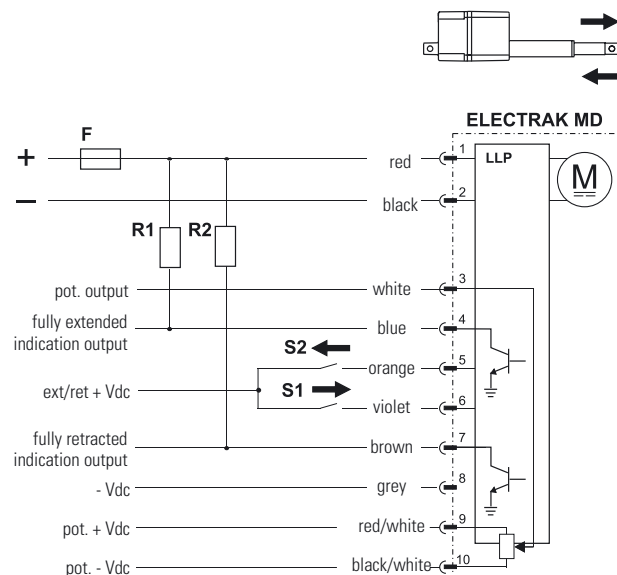 ELECTRAK MD
F
+ red 1 LLP M
− black 2
R1 R2
pot. output white 3
fully extended
indication output blue 4
S2 orange 5
ext/ret + Vdc S1 violet 6
fully retracted
indication output brown 7
- Vdc grey 8
pot. + Vdc red/white 9
pot. - Vdc black/white 10